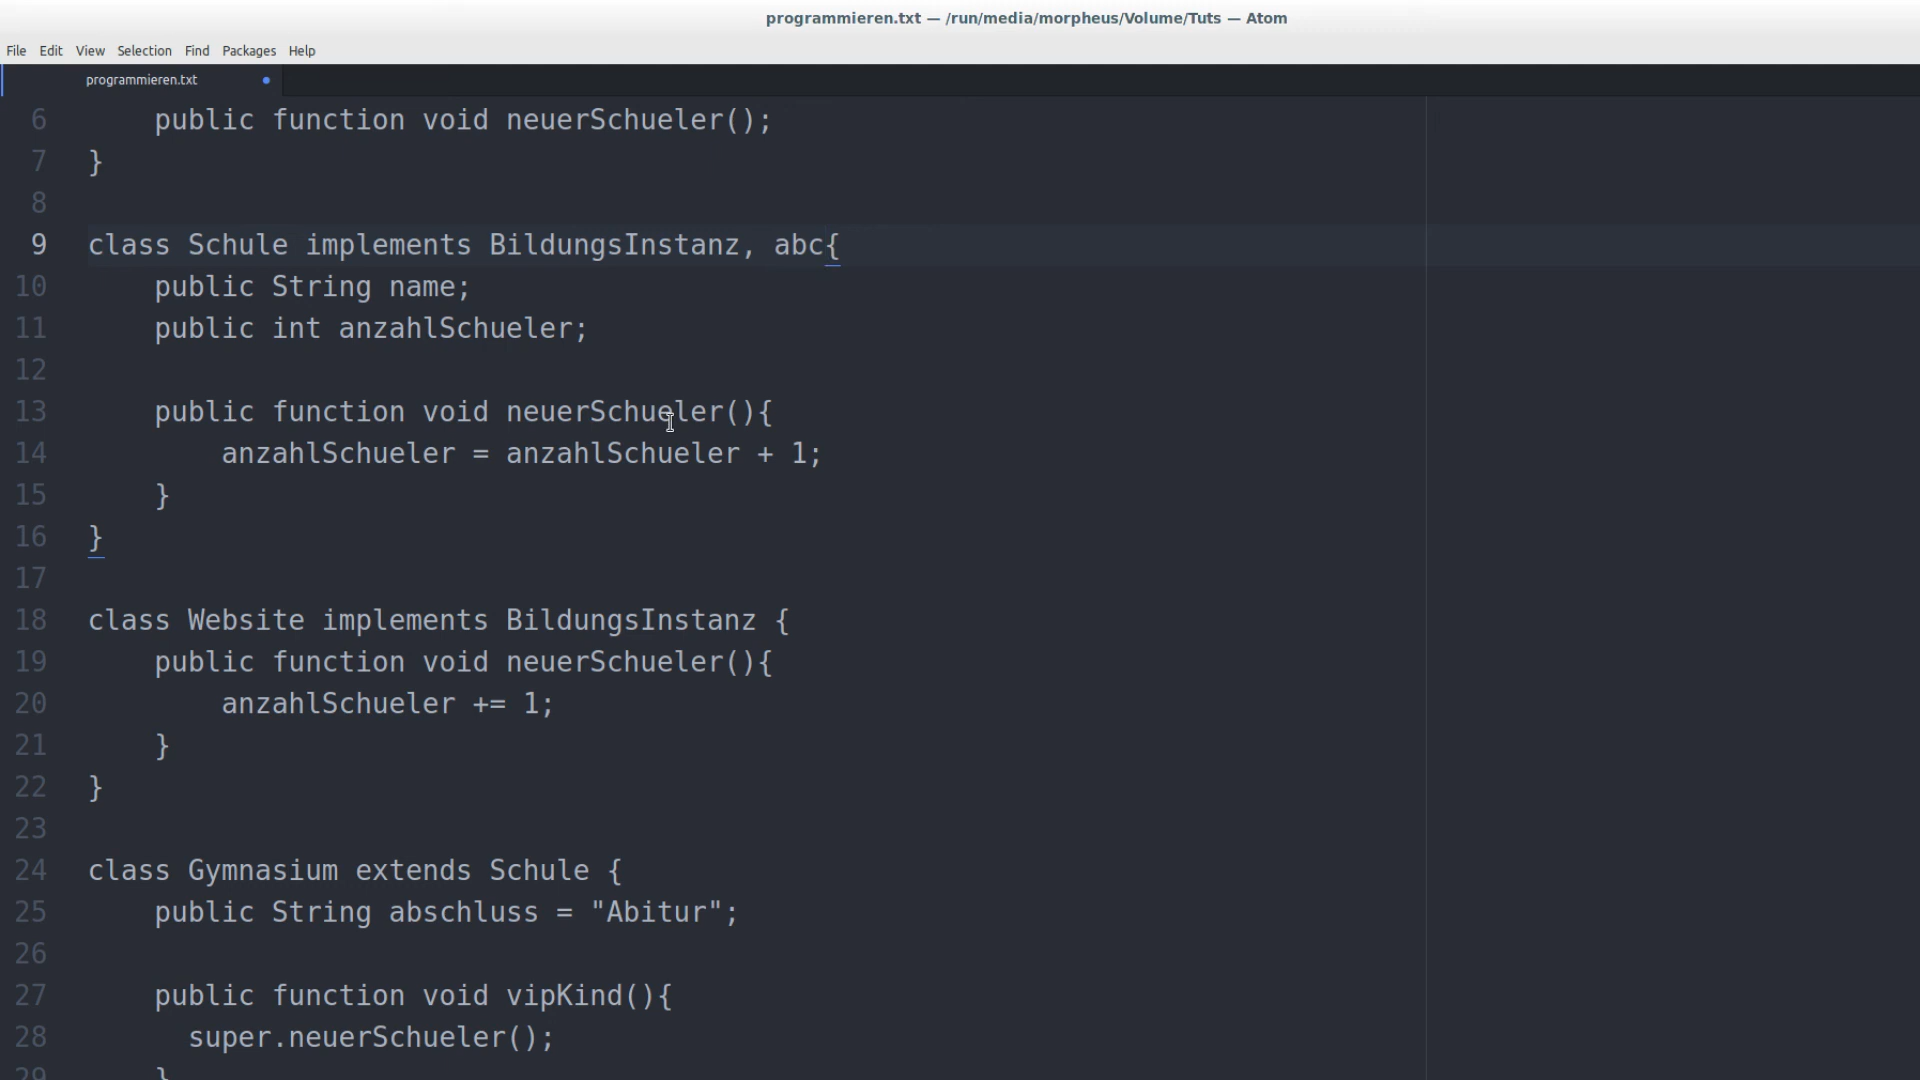 programmieren.txt — /run/media/morpheus/Volume/Tuts — Atom
File Edit View Selection Find Packages Help
programmieren.txt
6 public function void neuerSchueler();
7 }
8
9 class Schule implements BildungsInstanz, abc{
10 public String name;
11 public int anzahlSchueler;
12
13 public function void neuerSchueler(){
14 anzahlSchueler = anzahlSchueler + 1;
15 }
16 }
17
18 class Website implements BildungsInstanz {
19 public function void neuerSchueler(){
20 anzahlSchueler += 1;
21 }
22 }
23
24 class Gymnasium extends Schule {
25 public String abschluss = "Abitur";
26
27 public function void vipKind(){
28 super.neuerSchueler();
29 }